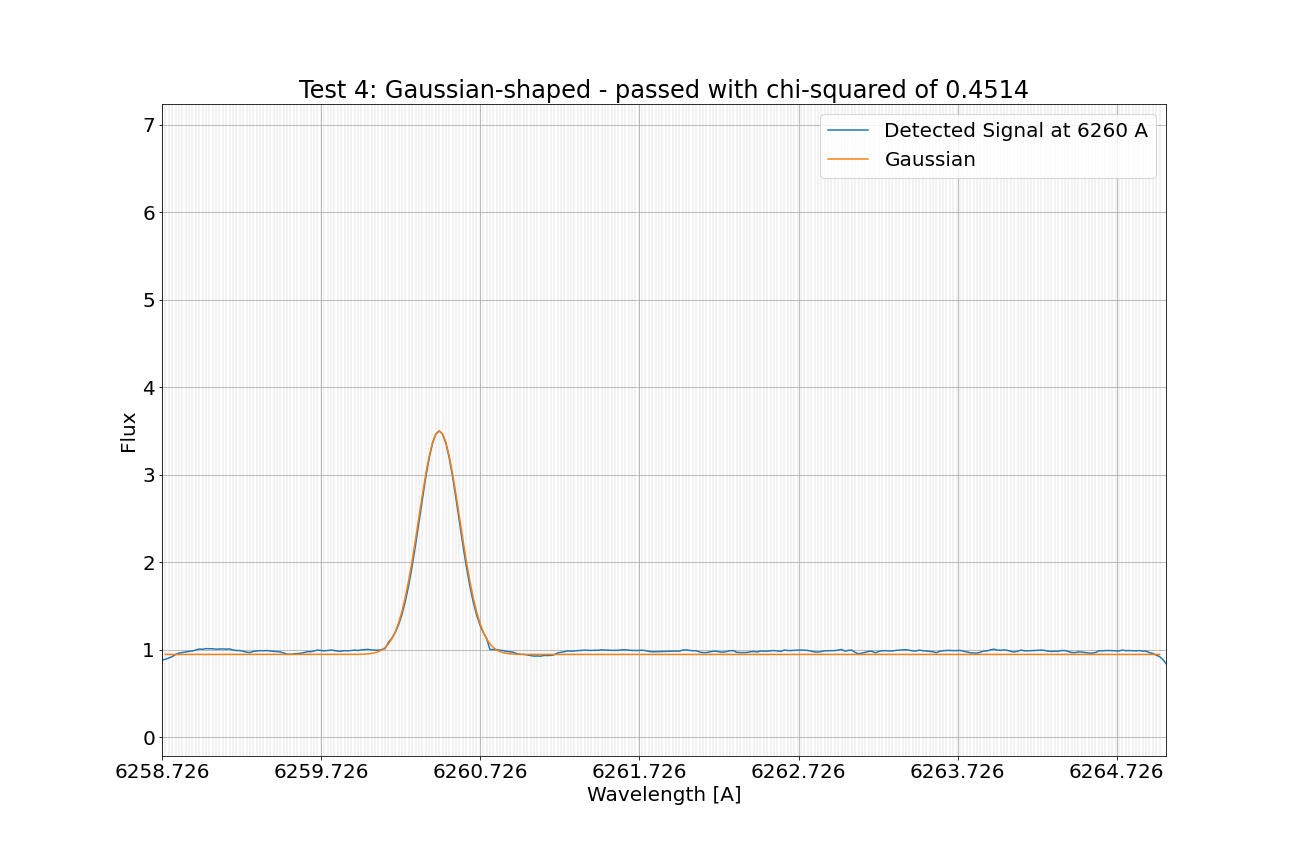 Test 4: Gaussian-shaped - passed with chi-squared of 0.4514
Detected Signal at 6260 A
Gaussian
7
6
5
4
3
2
1
0
Flux
6258.726 6259.726 6260.726 6261.726 6262.726 6263.726 6264.726
Wavelength [A]